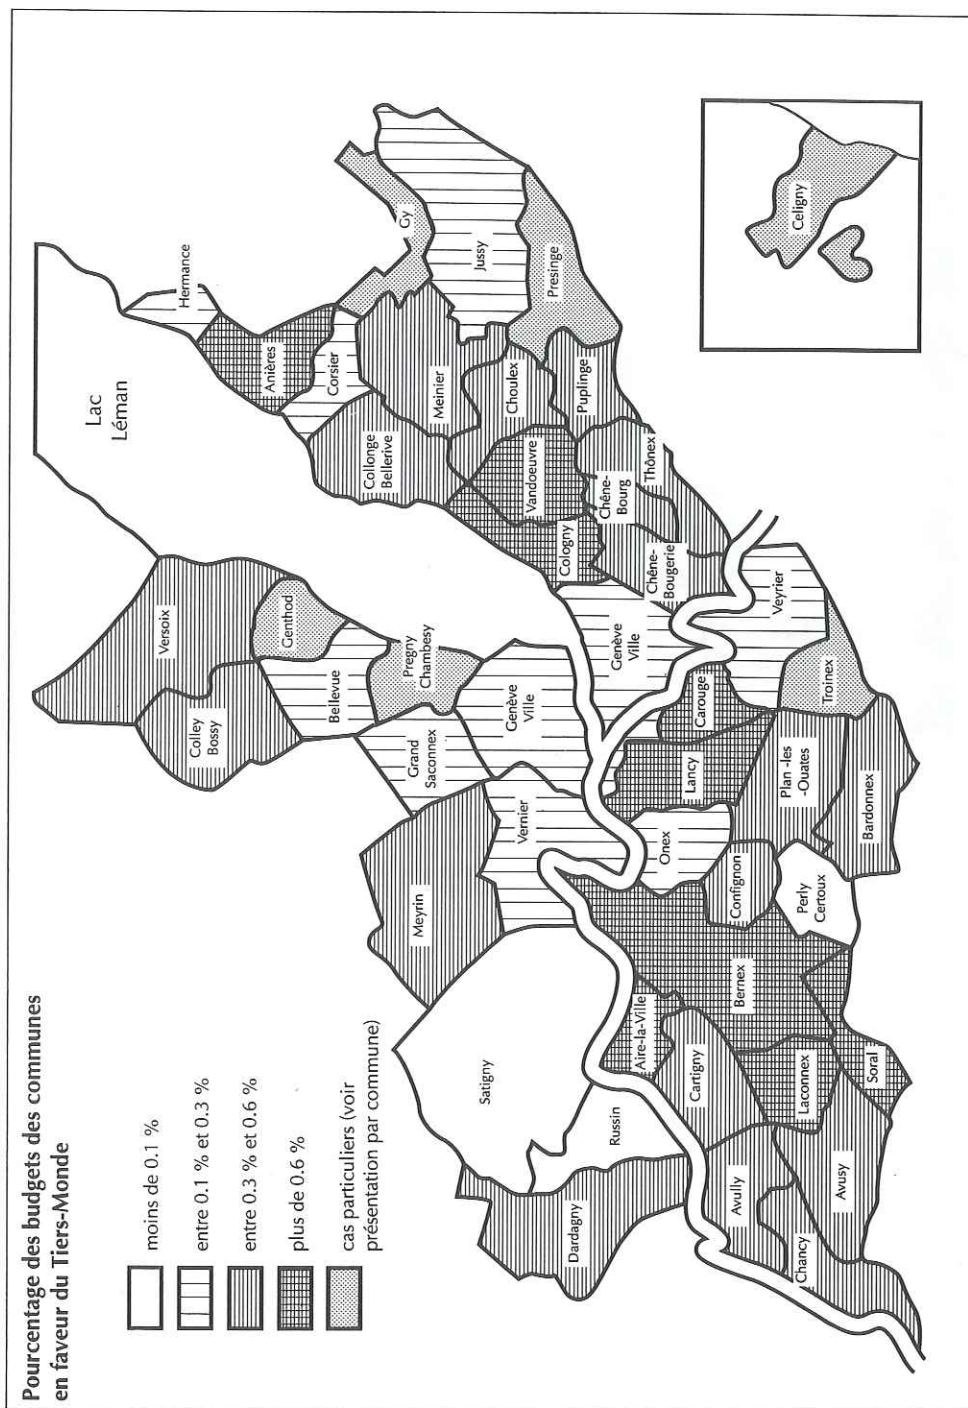 Pourcentage des budgets des communes
en faveur du Tiers-Monde
moins de 0.1 %
entre 0.1 % et 0.3 %
entre 0.3 % et 0.6 %
plus de 0.6 %
cas particuliers (voir
présentation par commune)
Lac
Léman
Hermance
Gy
Anières
Corsier
Jussy
Presinge
Meinier
Choulex
Puplinge
Collonge
Bellerive
Vandoeuvre
Cologny
Chêne-
Bourg
Thônex
Chêne-
Bougerie
Versoix
Genthod
Colley
Bossy
Bellevue
Pregny
Chambesy
Grand
Saconnex
Genève
Ville
Genève
Ville
Veyrier
Troinex
Carouge
Lancy
Plan -les
-Ouates
Bardonnex
Vernier
Onex
Confignon
Perly
Certoux
Meyrin
Bernex
Satigny
Aire-la-Ville
Cartigny
Laconnex
Soral
Russin
Dardagny
Avully
Avusy
Chancy
Celigny